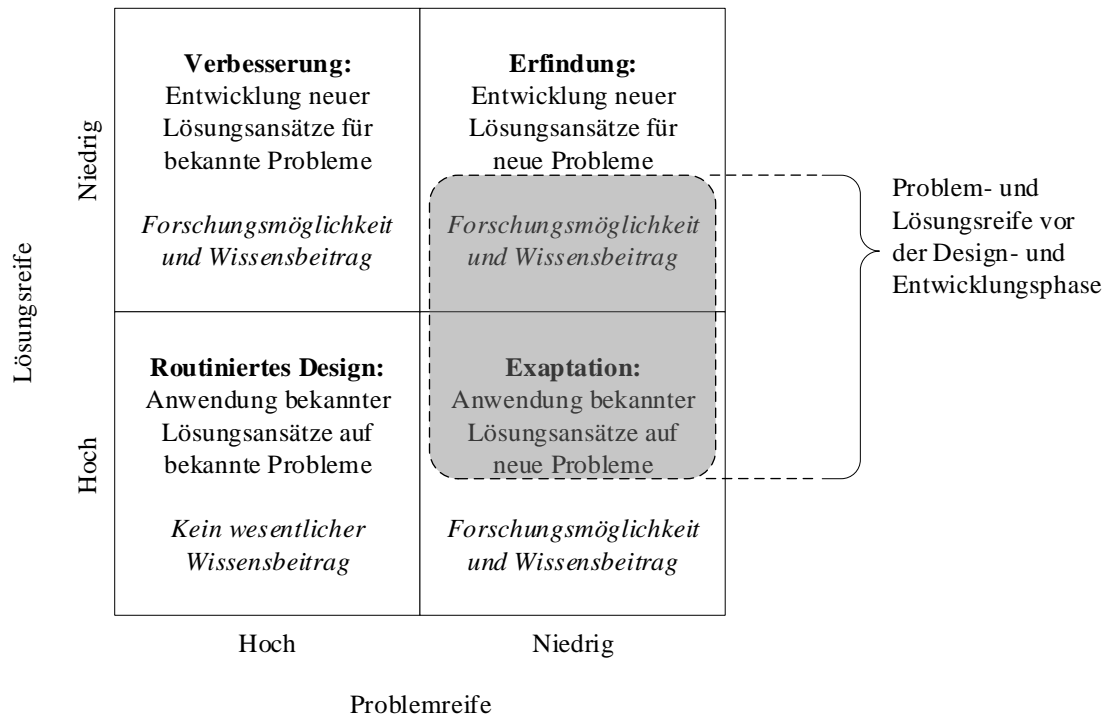 Verbesserung:
Entwicklung neuer
Lösungsansätze für
bekannte Probleme
Forschungsmöglichkeit
und Wissensbeitrag
Erfindung:
Entwicklung neuer
Lösungsansätze für
neue Probleme
Forschungsmöglichkeit
und Wissensbeitrag
Problem- und
Lösungsreife vor
der Design- und
Entwicklungsphase
Niedrig
Lösungsreife
Hoch
Routiniertes Design:
Anwendung bekannter
Lösungsansätze auf
bekannte Probleme
Kein wesentlicher
Wissensbeitrag
Exaptation:
Anwendung bekannter
Lösungsansätze auf
neue Probleme
Forschungsmöglichkeit
und Wissensbeitrag
Hoch
Niedrig
Problemreife